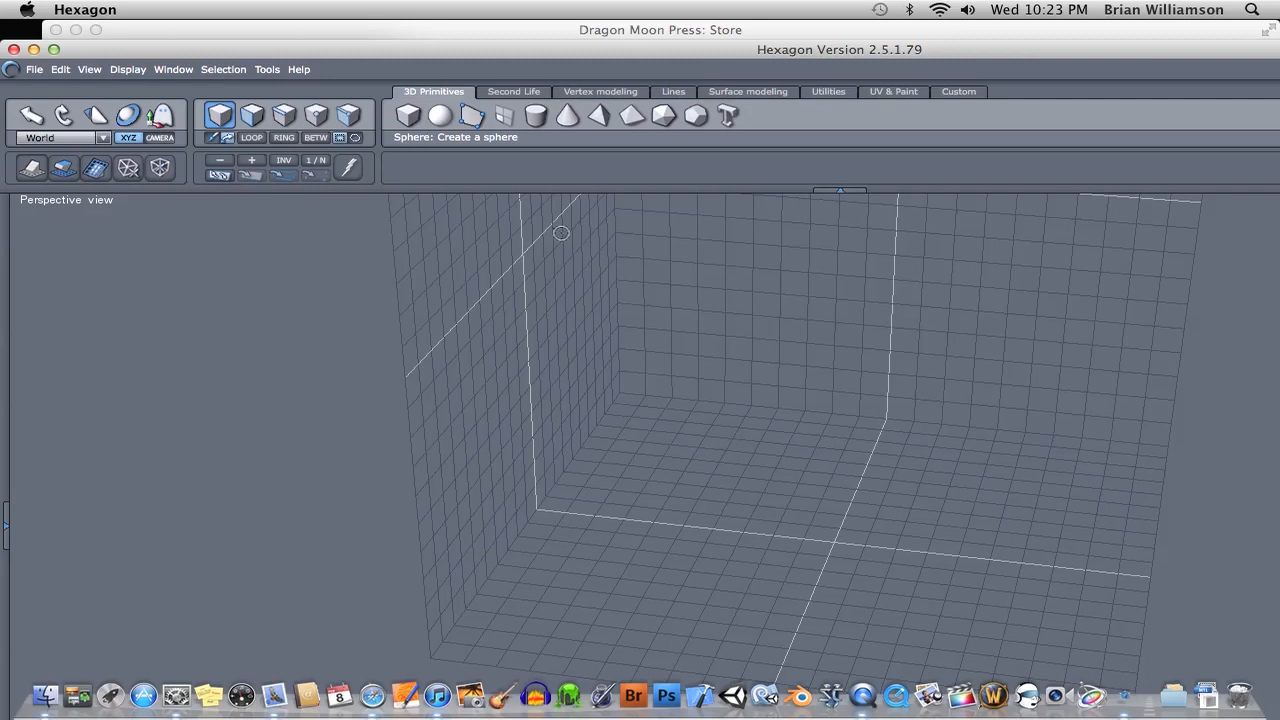 Hexagon
Wed 10:23 PM Brian Williamson
Dragon Moon Press: Store
Hexagon Version 2.5.1.79
File Edit View Display Window Selection Tools Help
3D Primitives Second Life Vertex modeling Lines Surface modeling Utilities UV & Paint Custom
World XYZ CAMERA LOOP RING BETW Sphere: Create a sphere
- + INV 1 / N
Perspective view
8 Br Ps W